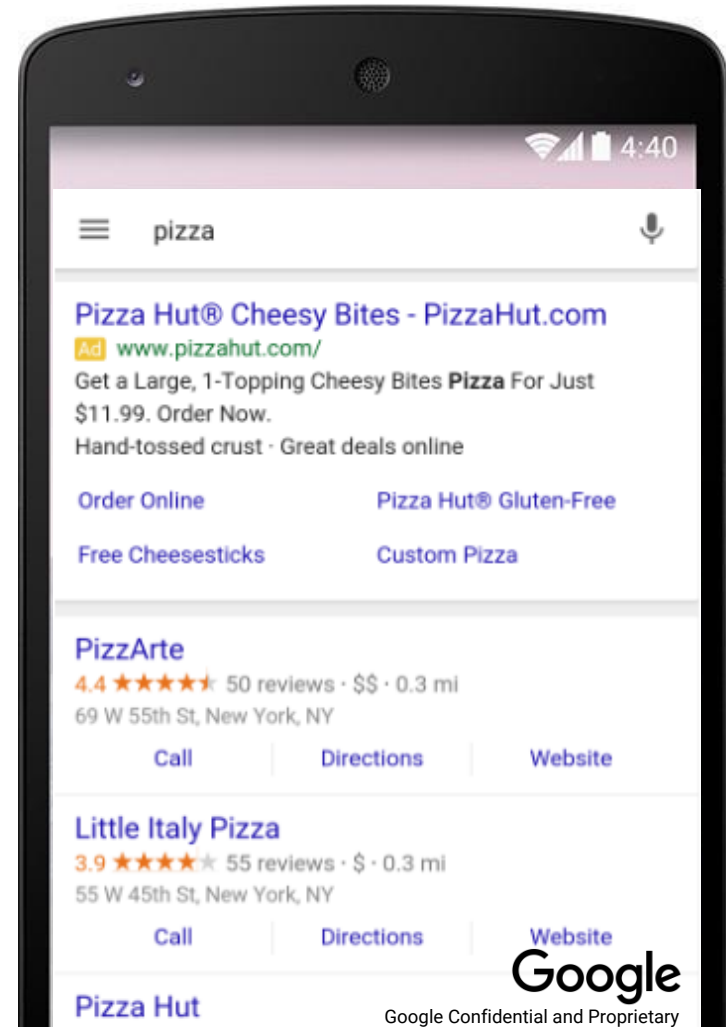 4:40
pizza
Pizza Hut® Cheesy Bites - PizzaHut.com
Ad www.pizzahut.com/
Get a Large, 1-Topping Cheesy Bites Pizza For Just
$11.99. Order Now.
Hand-tossed crust · Great deals online
Order Online Pizza Hut® Gluten-Free
Free Cheesesticks Custom Pizza
PizzArte
4.4 50 reviews · $$ · 0.3 mi
69 W 55th St, New York, NY
Call Directions Website
Little Italy Pizza
3.9 55 reviews · $ · 0.3 mi
55 W 45th St, New York, NY
Call Directions Website
Google
Pizza Hut
Google Confidential and Proprietary